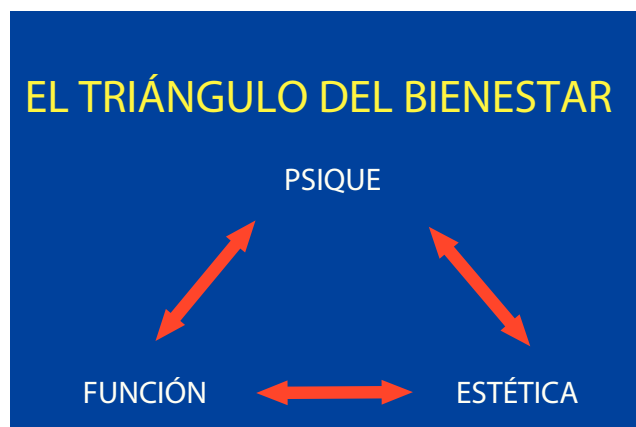 EL TRIÁNGULO DEL BIENESTAR
PSIQUE
FUNCIÓN
ESTÉTICA